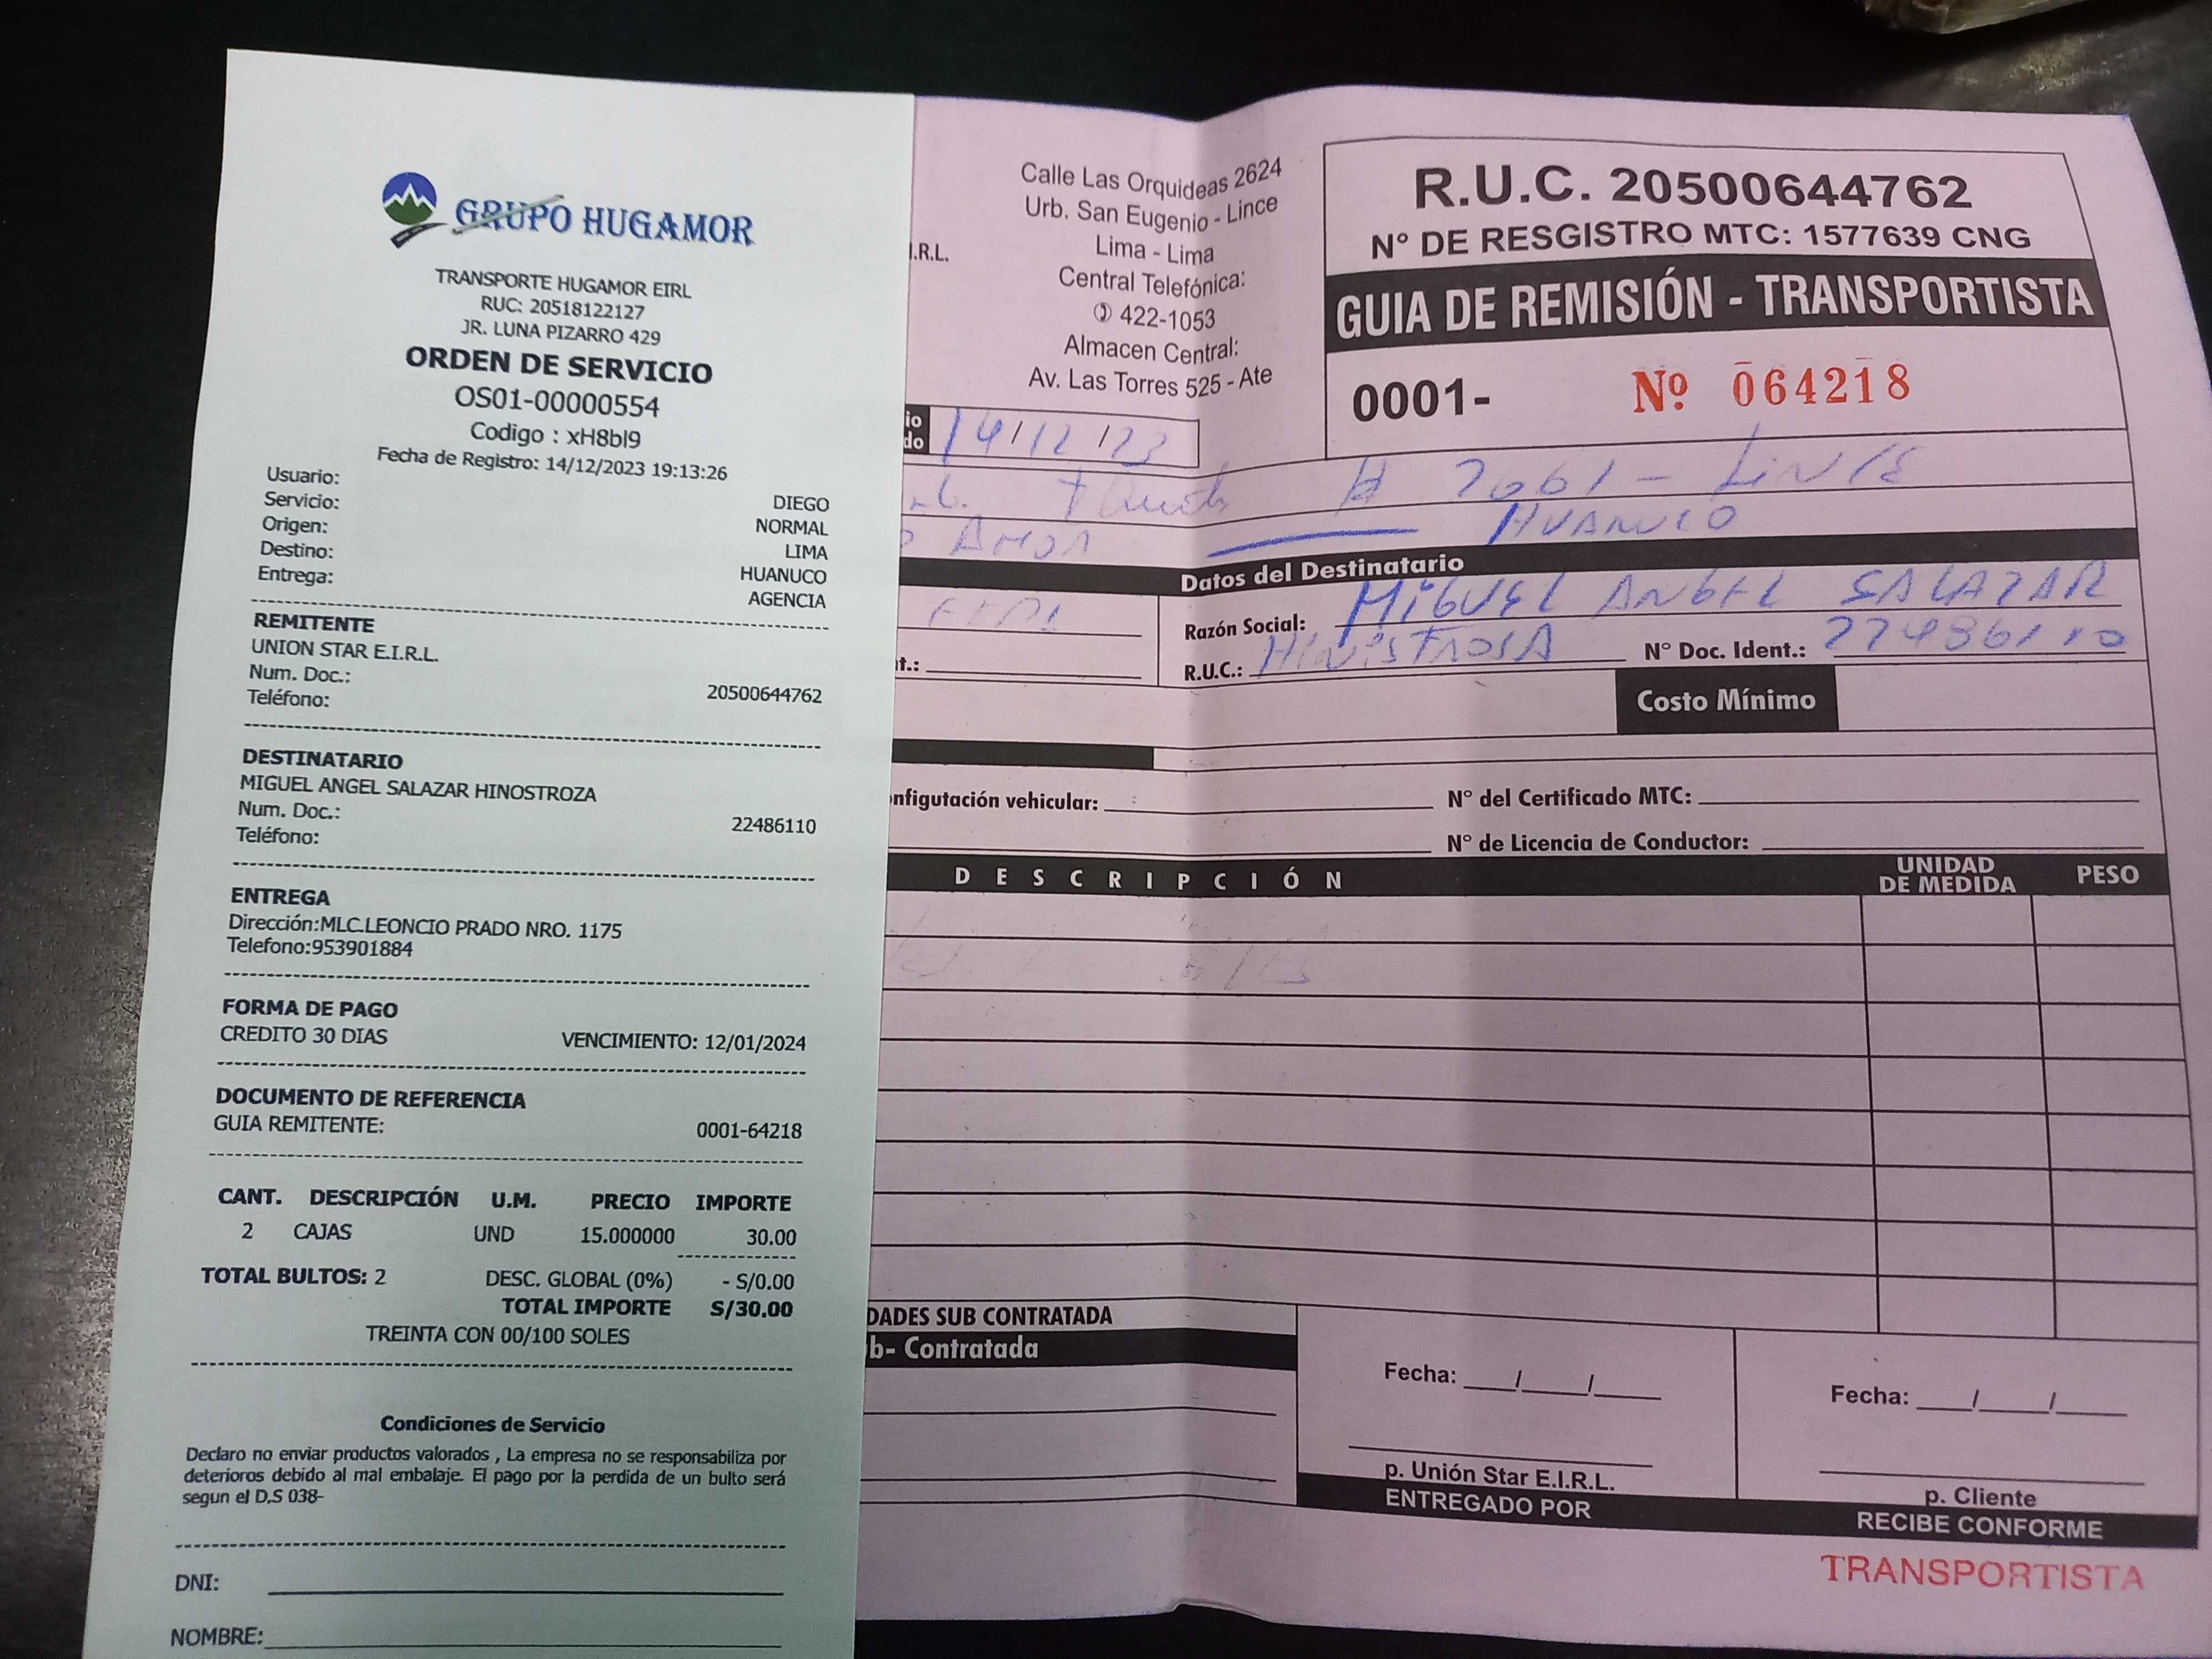 GRUPO HUGAMOR
TRANSPORTE HUGAMOR EIRL
RUC: 20518122127
JR. LUNA PIZARRO 429
ORDEN DE SERVICIO
OS01-00000554
Codigo : xH8bl9
Fecha de Registro: 14/12/2023 19:13:26
Usuario: DIEGO
Servicio: NORMAL
Origen: LIMA
Destino: HUANUCO
Entrega: AGENCIA
REMITENTE
UNION STAR E.I.R.L.
Num. Doc.: 20500644762
Teléfono:
DESTINATARIO
MIGUEL ANGEL SALAZAR HINOSTROZA
Num. Doc.: 22486110
Teléfono:
ENTREGA
Dirección:MLC.LEONCIO PRADO NRO. 1175
Telefono:953901884
FORMA DE PAGO
CREDITO 30 DIAS VENCIMIENTO: 12/01/2024
DOCUMENTO DE REFERENCIA
GUIA REMITENTE: 0001-64218
CANT. DESCRIPCIÓN U.M. PRECIO IMPORTE
2 CAJAS UND 15.000000 30.00
TOTAL BULTOS: 2 DESC. GLOBAL (0%) - S/0.00
TOTAL IMPORTE S/30.00
TREINTA CON 00/100 SOLES
Condiciones de Servicio
Declaro no enviar productos valorados , La empresa no se responsabiliza por
deterioros debido al mal embalaje. El pago por la perdida de un bulto será
segun el D,S 038-
DNI:
NOMBRE:
I.R.L.
Calle Las Orquideas 2624
Urb. San Eugenio - Lince
Lima - Lima
Central Telefónica:
422-1053
Almacen Central:
Av. Las Torres 525 - Ate
R.U.C. 20500644762
N° DE RESGISTRO MTC: 1577639 CNG
GUIA DE REMISIÓN - TRANSPORTISTA
0001- Nº 064218
io
do
14/12/23
LINCE
AMOR HUANUCO
Datos del Destinatario
EIRL
Razón Social: MIGUEL ANGEL SALAZAR
t.:
R.U.C.: HINOSTROSA N° Doc. Ident.: 22486110
Costo Mínimo
nfigutación vehicular: N° del Certificado MTC:
N° de Licencia de Conductor:
DESCRIPCIÓN UNIDAD DE MEDIDA PESO
DADES SUB CONTRATADA
b- Contratada
Fecha: / /
Fecha: / /
p. Unión Star E.I.R.L.
ENTREGADO POR
p. Cliente
RECIBE CONFORME
TRANSPORTISTA